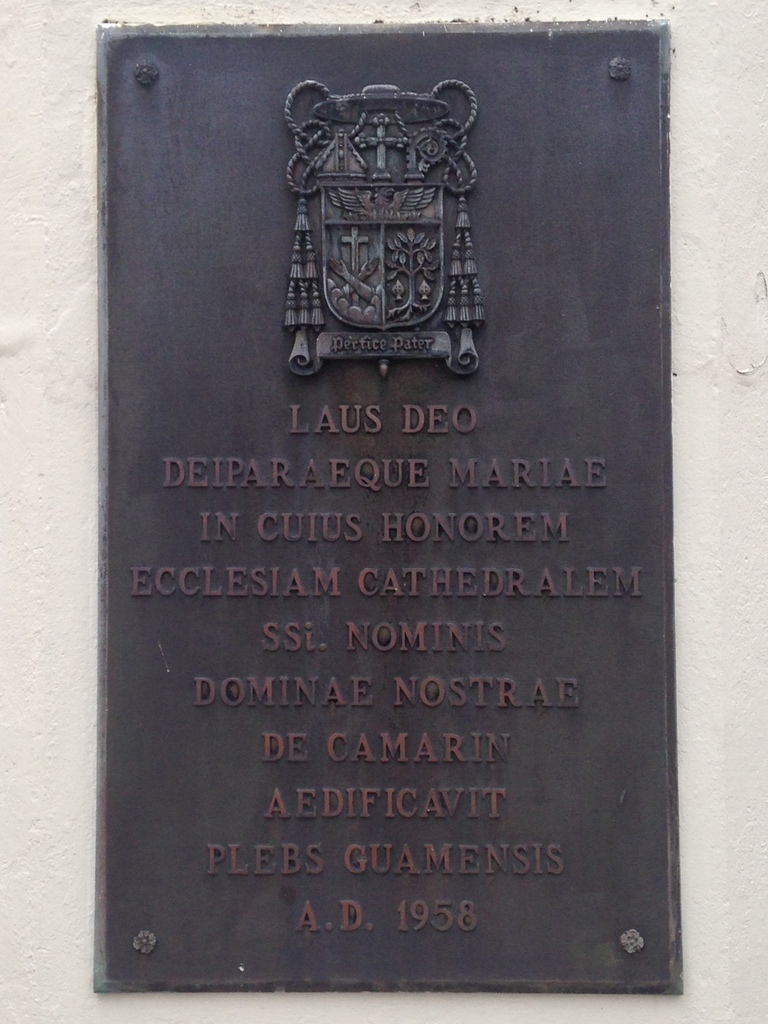 Perfice Pater
LAUS DEO
DEIPARAEQUE MARIAE
IN CUIUS HONOREM
ECCLESIAM CATHEDRALEM
SSi. NOMINIS
DOMINAE NOSTRAE
DE CAMARIN
AEDIFICAVIT
PLEBS GUAMENSIS
A.D. 1958